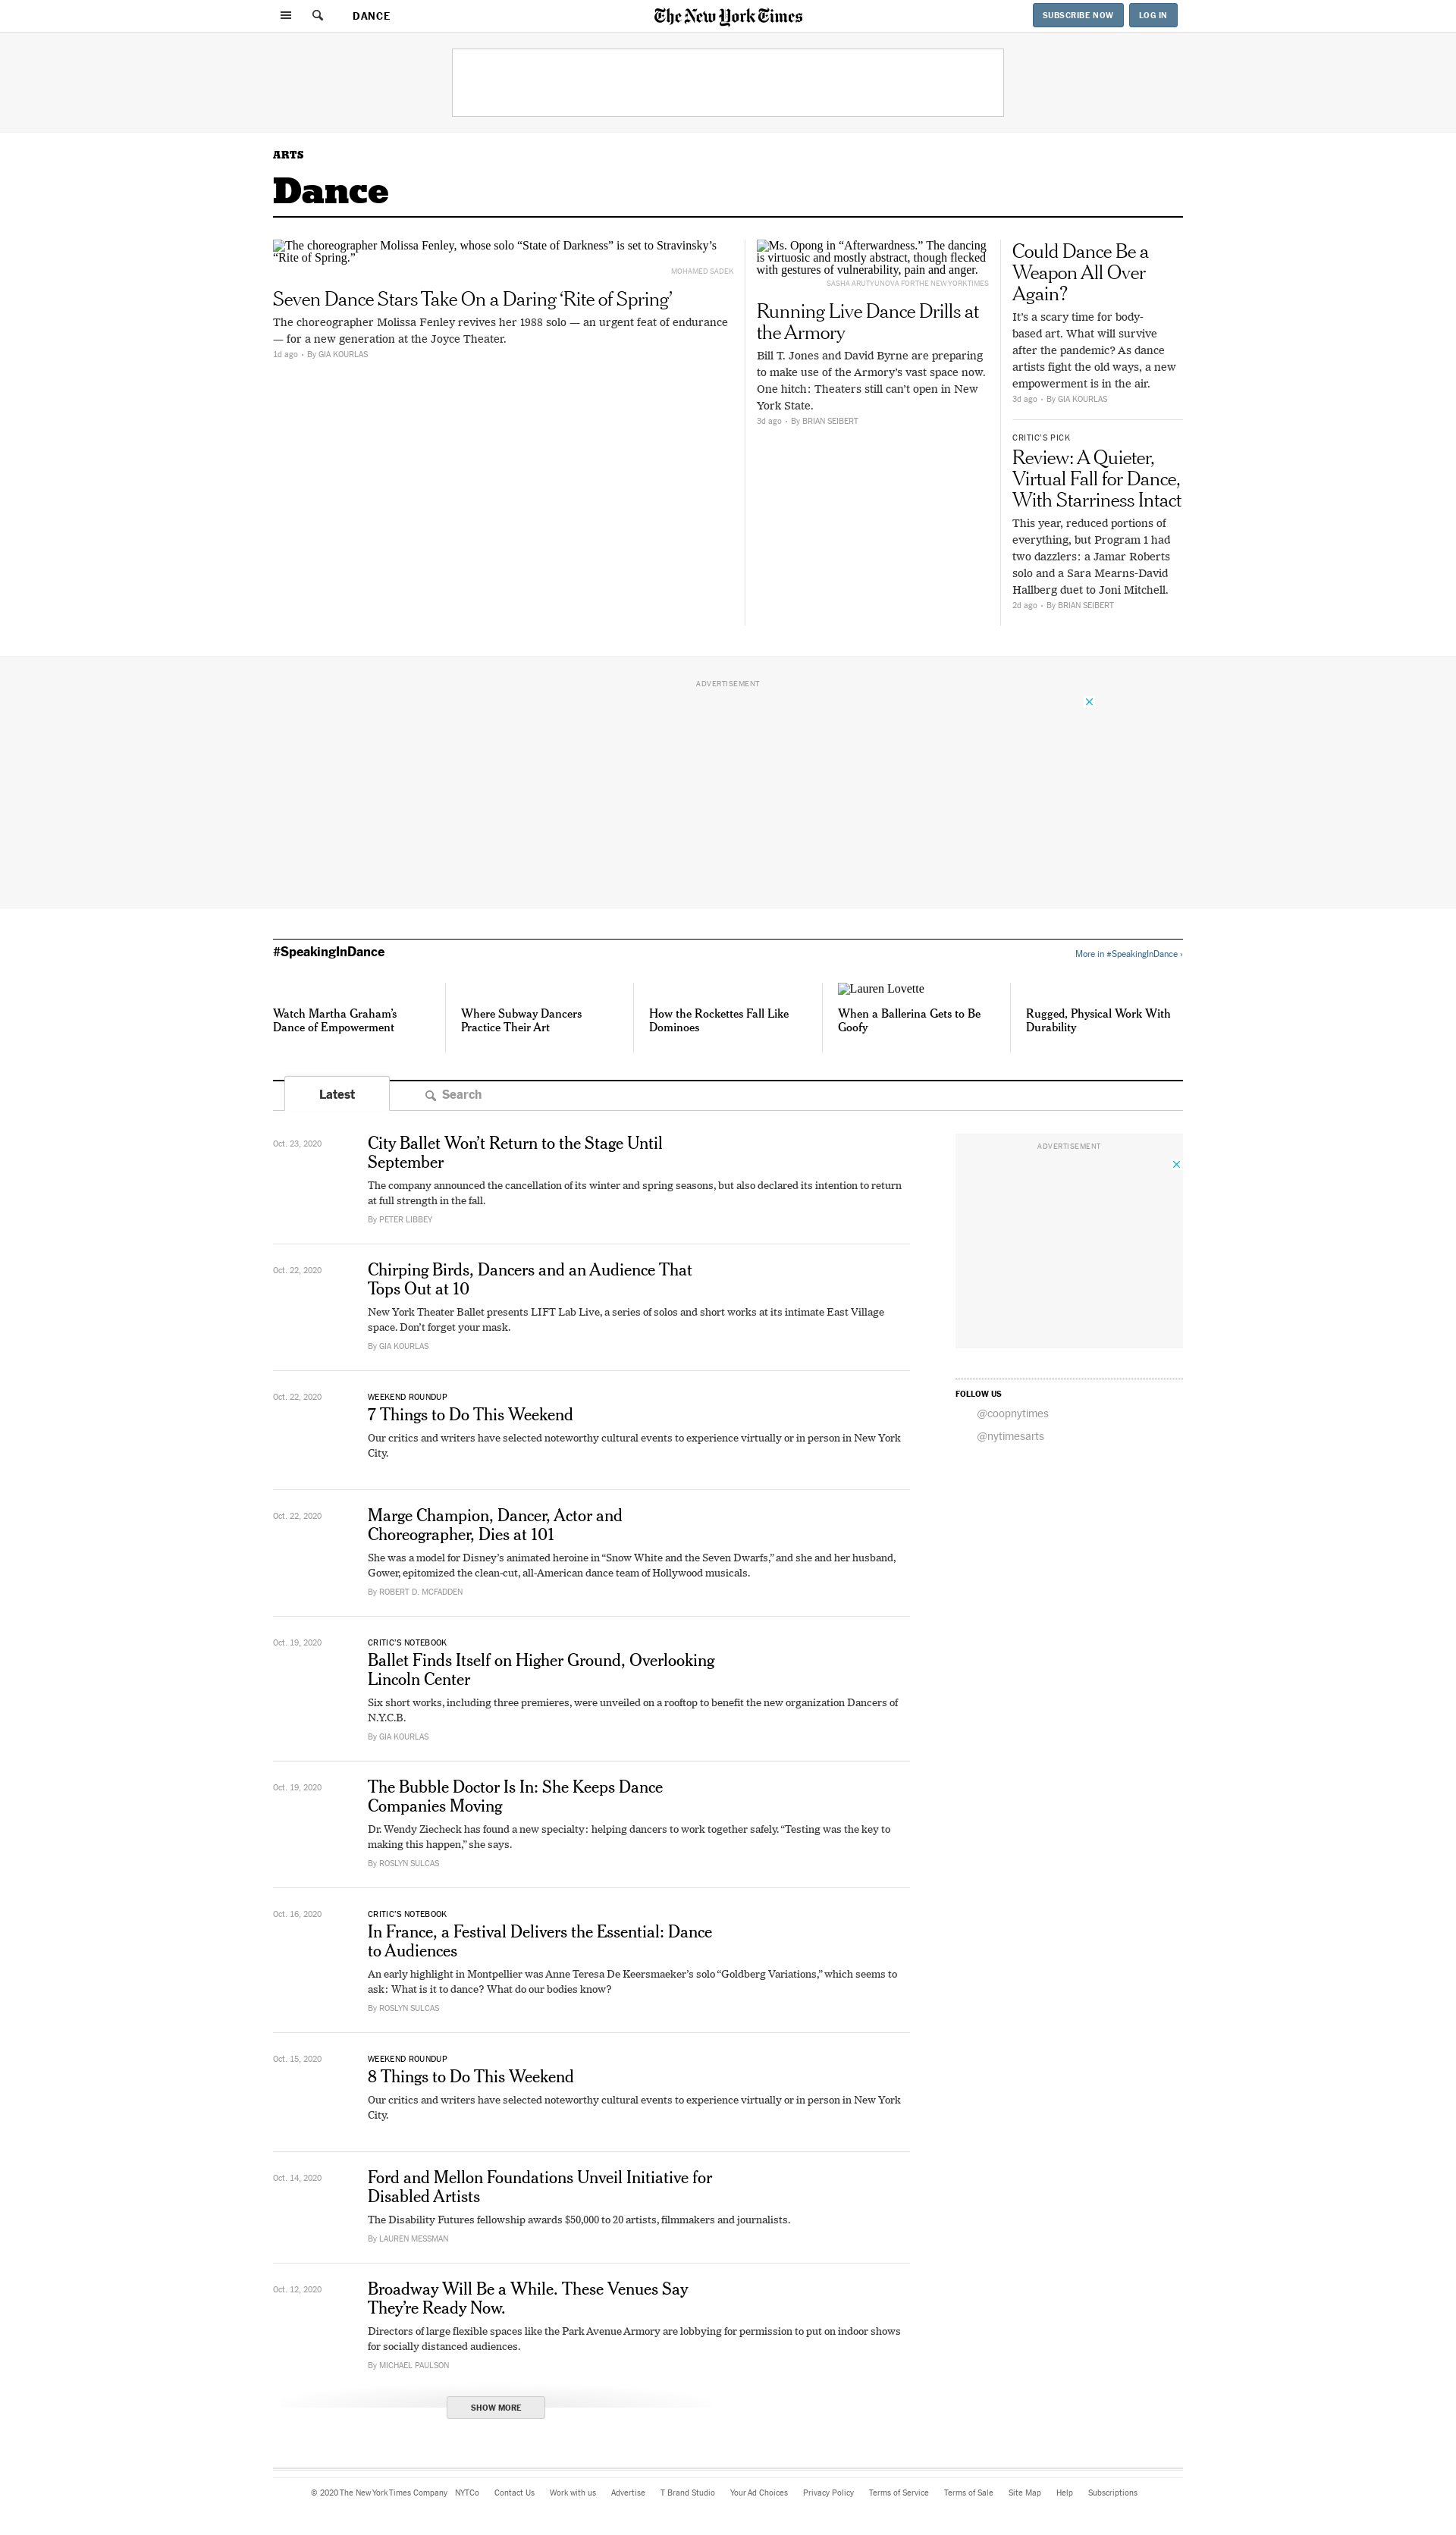 DANCE
The New York Times
SUBSCRIBE NOW
LOG IN
ARTS
Dance
The choreographer Molissa Fenley, whose solo “State of Darkness” is set to Stravinsky’s
“Rite of Spring.”
MOHAMED SADEK
Seven Dance Stars Take On a Daring ‘Rite of Spring’
The choreographer Molissa Fenley revives her 1988 solo — an urgent feat of endurance
— for a new generation at the Joyce Theater.
1d ago • By GIA KOURLAS
Ms. Opong in “Afterwardness.” The dancing
is virtuosic and mostly abstract, though flecked
with gestures of vulnerability, pain and anger.
SASHA ARUTYUNOVA FOR THE NEW YORK TIMES
Running Live Dance Drills at
the Armory
Bill T. Jones and David Byrne are preparing
to make use of the Armory’s vast space now.
One hitch: Theaters still can’t open in New
York State.
3d ago • By BRIAN SEIBERT
Could Dance Be a
Weapon All Over
Again?
It’s a scary time for body-
based art. What will survive
after the pandemic? As dance
artists fight the old ways, a new
empowerment is in the air.
3d ago • By GIA KOURLAS
CRITIC’S PICK
Review: A Quieter,
Virtual Fall for Dance,
With Starriness Intact
This year, reduced portions of
everything, but Program 1 had
two dazzlers: a Jamar Roberts
solo and a Sara Mearns-David
Hallberg duet to Joni Mitchell.
2d ago • By BRIAN SEIBERT
ADVERTISEMENT
#SpeakingInDance
More in #SpeakingInDance ›
Watch Martha Graham’s
Dance of Empowerment
Where Subway Dancers
Practice Their Art
How the Rockettes Fall Like
Dominoes
Lauren Lovette
When a Ballerina Gets to Be
Goofy
Rugged, Physical Work With
Durability
Latest
Search
Oct. 23, 2020
City Ballet Won’t Return to the Stage Until
September
The company announced the cancellation of its winter and spring seasons, but also declared its intention to return
at full strength in the fall.
By PETER LIBBEY
ADVERTISEMENT
Oct. 22, 2020
Chirping Birds, Dancers and an Audience That
Tops Out at 10
New York Theater Ballet presents LIFT Lab Live, a series of solos and short works at its intimate East Village
space. Don’t forget your mask.
By GIA KOURLAS
FOLLOW US
@coopnytimes
@nytimesarts
Oct. 22, 2020
WEEKEND ROUNDUP
7 Things to Do This Weekend
Our critics and writers have selected noteworthy cultural events to experience virtually or in person in New York
City.
Oct. 22, 2020
Marge Champion, Dancer, Actor and
Choreographer, Dies at 101
She was a model for Disney’s animated heroine in “Snow White and the Seven Dwarfs,” and she and her husband,
Gower, epitomized the clean-cut, all-American dance team of Hollywood musicals.
By ROBERT D. MCFADDEN
Oct. 19, 2020
CRITIC’S NOTEBOOK
Ballet Finds Itself on Higher Ground, Overlooking
Lincoln Center
Six short works, including three premieres, were unveiled on a rooftop to benefit the new organization Dancers of
N.Y.C.B.
By GIA KOURLAS
Oct. 19, 2020
The Bubble Doctor Is In: She Keeps Dance
Companies Moving
Dr. Wendy Ziecheck has found a new specialty: helping dancers to work together safely. “Testing was the key to
making this happen,” she says.
By ROSLYN SULCAS
Oct. 16, 2020
CRITIC’S NOTEBOOK
In France, a Festival Delivers the Essential: Dance
to Audiences
An early highlight in Montpellier was Anne Teresa De Keersmaeker’s solo “Goldberg Variations,” which seems to
ask: What is it to dance? What do our bodies know?
By ROSLYN SULCAS
Oct. 15, 2020
WEEKEND ROUNDUP
8 Things to Do This Weekend
Our critics and writers have selected noteworthy cultural events to experience virtually or in person in New York
City.
Oct. 14, 2020
Ford and Mellon Foundations Unveil Initiative for
Disabled Artists
The Disability Futures fellowship awards $50,000 to 20 artists, filmmakers and journalists.
By LAUREN MESSMAN
Oct. 12, 2020
Broadway Will Be a While. These Venues Say
They’re Ready Now.
Directors of large flexible spaces like the Park Avenue Armory are lobbying for permission to put on indoor shows
for socially distanced audiences.
By MICHAEL PAULSON
SHOW MORE
© 2020 The New York Times Company NYTCo Contact Us Work with us Advertise T Brand Studio Your Ad Choices Privacy Policy Terms of Service Terms of Sale Site Map Help Subscriptions